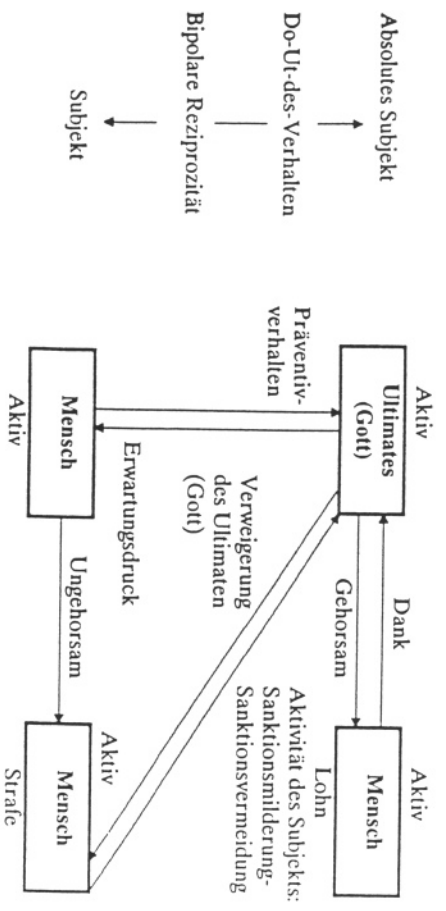 Absolutes Subjekt
Do-Ut-des-Verhalten
Bipolare Reziprozität
Subjekt
Aktiv
Ultimates
(Gott)
Dank
Gehorsam
Aktiv
Mensch
Lohn
Aktivität des Subjekts:
Sanktionsmilderung-
Sanktionsvermeidung
Präventiv-
verhalten
Verweigerung
des Ultimaten
(Gott)
Erwartungsdruck
Mensch
Aktiv
Ungehorsam
Aktiv
Mensch
Strafe